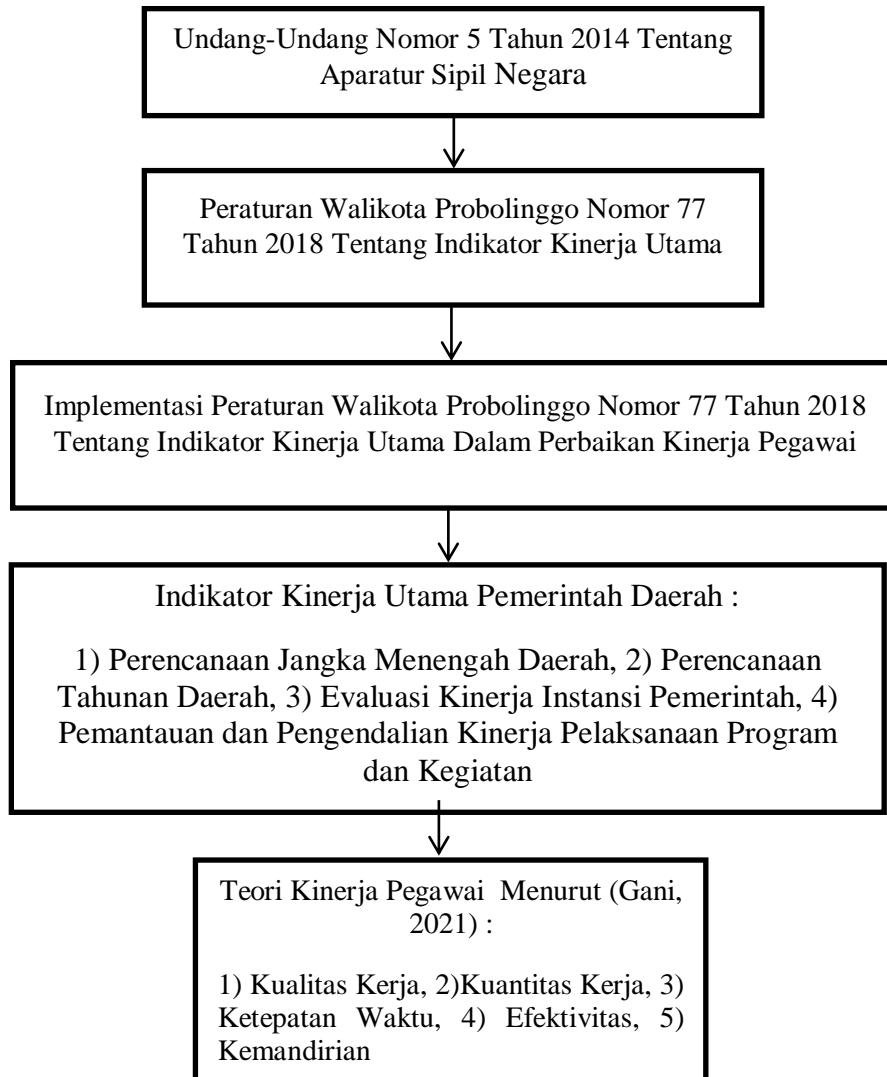 Undang-Undang Nomor 5 Tahun 2014 Tentang
Aparatur Sipil Negara
Peraturan Walikota Probolinggo Nomor 77
Tahun 2018 Tentang Indikator Kinerja Utama
Implementasi Peraturan Walikota Probolinggo Nomor 77 Tahun 2018
Tentang Indikator Kinerja Utama Dalam Perbaikan Kinerja Pegawai
Indikator Kinerja Utama Pemerintah Daerah :
1) Perencanaan Jangka Menengah Daerah, 2) Perencanaan
Tahunan Daerah, 3) Evaluasi Kinerja Instansi Pemerintah, 4)
Pemantauan dan Pengendalian Kinerja Pelaksanaan Program
dan Kegiatan
Teori Kinerja Pegawai Menurut (Gani,
2021) :
1) Kualitas Kerja, 2)Kuantitas Kerja, 3)
Ketepatan Waktu, 4) Efektivitas, 5)
Kemandirian